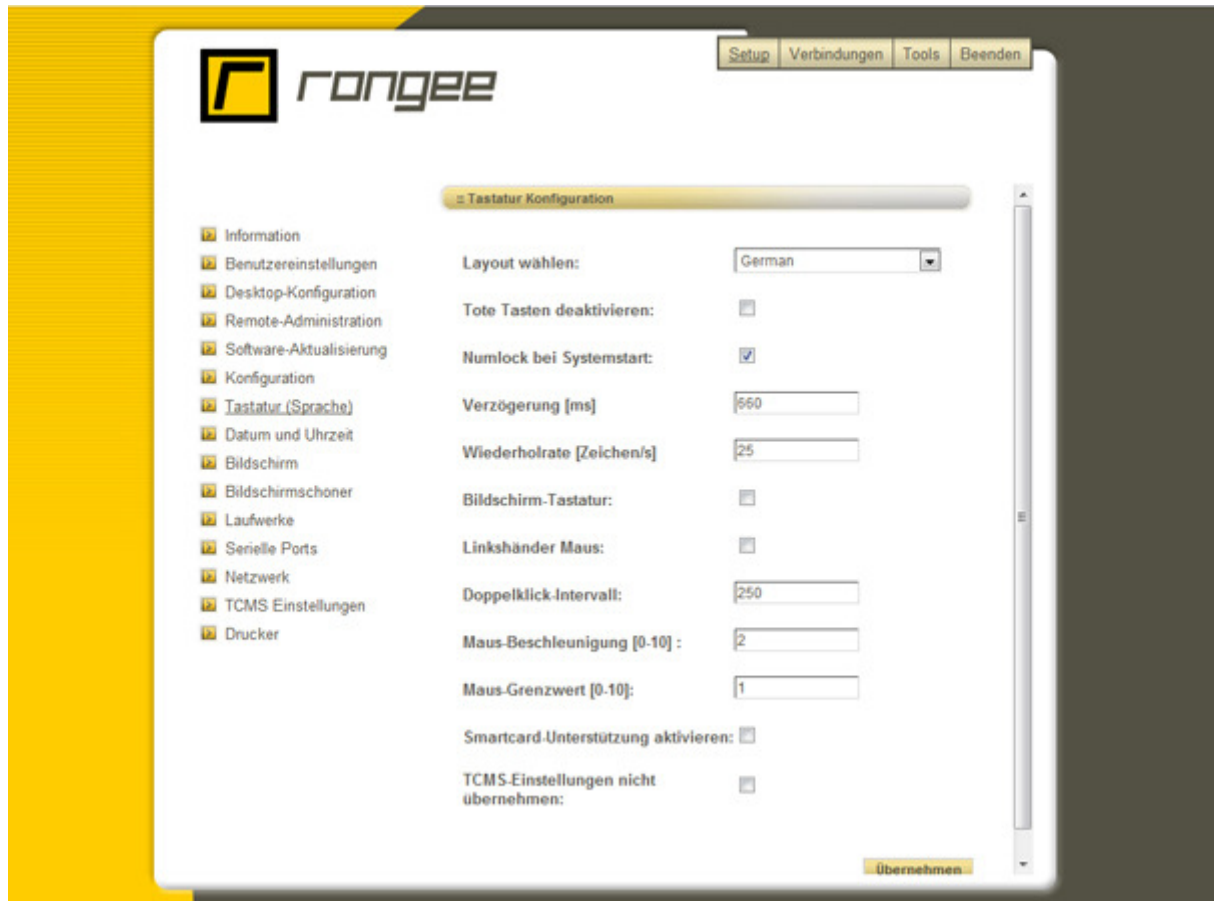 rangee
Setup Verbindungen Tools Beenden
:: Tastatur Konfiguration
Information
Benutzereinstellungen
Desktop-Konfiguration
Remote-Administration
Software-Aktualisierung
Konfiguration
Tastatur (Sprache)
Datum und Uhrzeit
Bildschirm
Bildschirmschoner
Laufwerke
Serielle Ports
Netzwerk
TCMS Einstellungen
Drucker
Layout wählen: German
Tote Tasten deaktivieren:
Numlock bei Systemstart:
Verzögerung [ms] 660
Wiederholrate [Zeichen/s] 25
Bildschirm-Tastatur:
Linkshänder Maus:
Doppelklick-Intervall: 250
Maus-Beschleunigung [0-10] : 2
Maus-Grenzwert [0-10]: 1
Smartcard-Unterstützung aktivieren:
TCMS-Einstellungen nicht
übernehmen:
Übernehmen